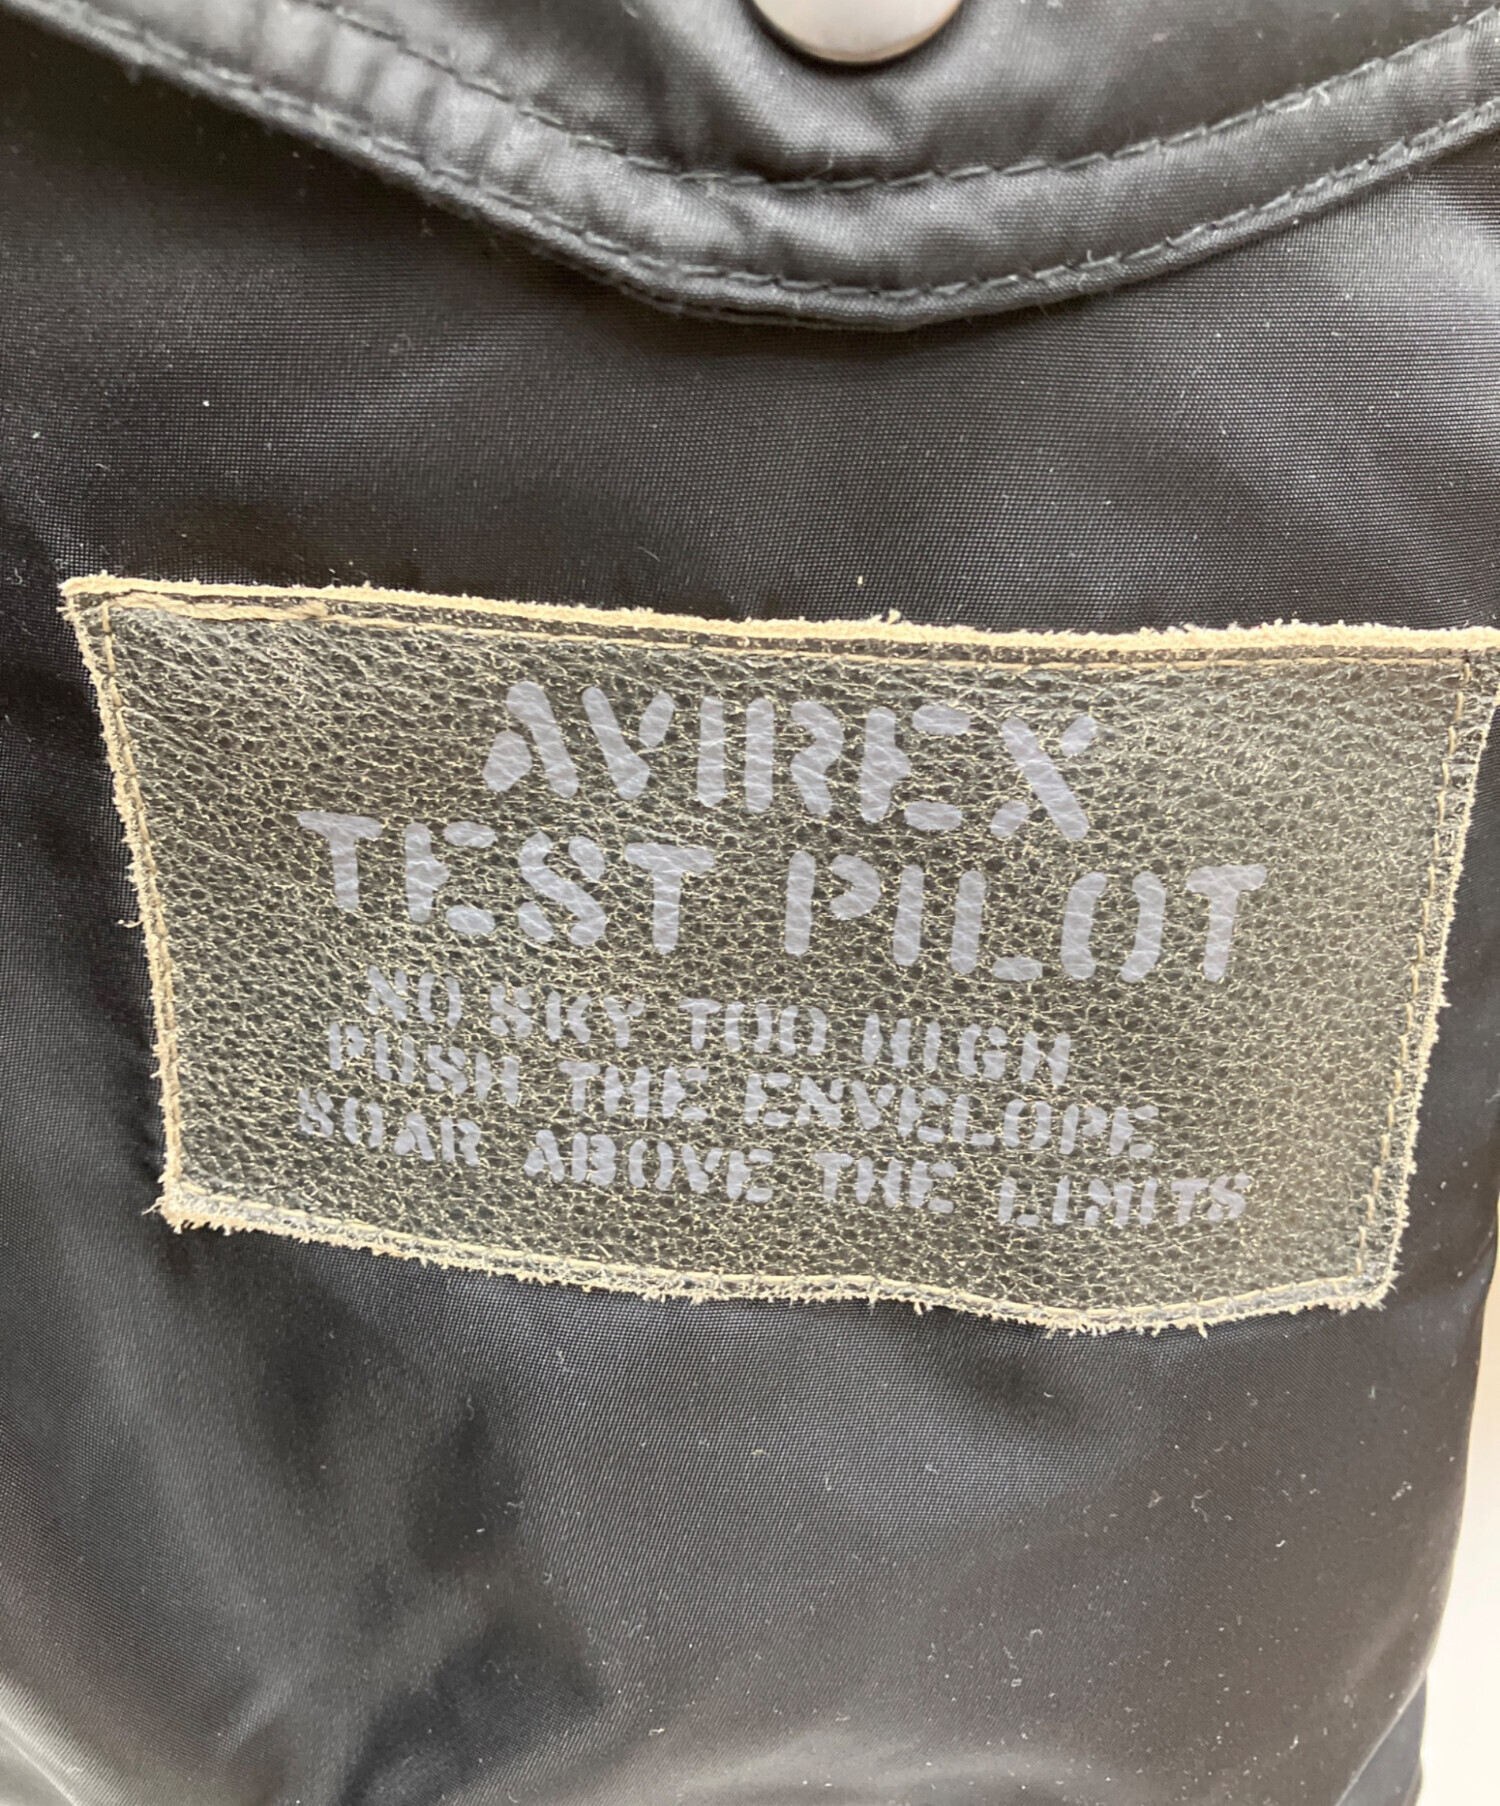 AVIREX
TEST PILOT
NO SKY TOO HIGH
PUSH THE ENVELOPE
SOAR ABOVE THE LIMITS